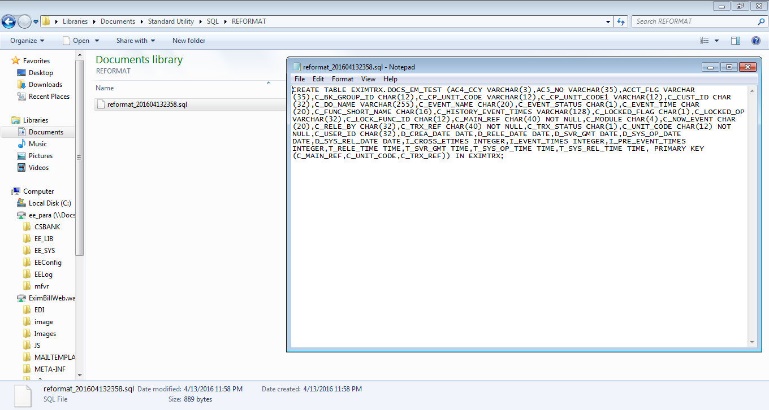 Libraries ▸ Documents ▸ Standard Utility ▸ SQL ▸ REFORMAT
Search REFORMAT
Organize Open Share with New folder
Favorites
Desktop
Downloads
Recent Places
Libraries
Documents
Music
Pictures
Videos
Computer
Local Disk (C:)
ee_para (\\Docs
CSBANK
EE_LIB
EE_SYS
EEConfig
EELog
mfvr
EximBillWeb.wa
EDI
image
Images
JS
MAILTEMPLA
META-INF
Documents library
REFORMAT
Name
reformat_201604132358.sql
reformat_201604132358.sql - Notepad
File Edit Format View Help
CREATE TABLE EXIMTRX.DOCS_EM_TEST (AC4_CCY VARCHAR(3),AC5_NO VARCHAR(35),ACCT_FLG VARCHAR
(35),C_BK_GROUP_ID CHAR(12),C_CP_UNIT_CODE VARCHAR(12),C_CP_UNIT_CODE1 VARCHAR(12),C_CUST_ID CHAR
(32),C_DO_NAME VARCHAR(255),C_EVENT_NAME CHAR(20),C_EVENT_STATUS CHAR(1),C_EVENT_TIME CHAR
(20),C_FUNC_SHORT_NAME CHAR(16),C_HISTORY_EVENT_TIMES VARCHAR(128),C_LOCKED_FLAG CHAR(1),C_LOCKED_OP
VARCHAR(32),C_LOCK_FUNC_ID CHAR(12),C_MAIN_REF CHAR(40) NOT NULL,C_MODULE CHAR(4),C_NOW_EVENT CHAR
(20),C_RELE_BY CHAR(32),C_TRX_REF CHAR(40) NOT NULL,C_TRX_STATUS CHAR(1),C_UNIT_CODE CHAR(12) NOT
NULL,C_USER_ID CHAR(32),D_CREA_DATE DATE,D_RELE_DATE DATE,D_SVR_GMT DATE,D_SYS_OP_DATE
DATE,D_SYS_REL_DATE DATE,I_CROSS_ETIMES INTEGER,I_EVENT_TIMES INTEGER,I_PRE_EVENT_TIMES
INTEGER,T_RELE_TIME TIME,T_SVR_GMT TIME,T_SYS_OP_TIME TIME,T_SYS_REL_TIME TIME, PRIMARY KEY
(C_MAIN_REF,C_UNIT_CODE,C_TRX_REF)) IN EXIMTRX;
reformat_201604132358.sql Date modified: 4/13/2016 11:58 PM Date created: 4/13/2016 11:58 PM
SQL File Size: 889 bytes